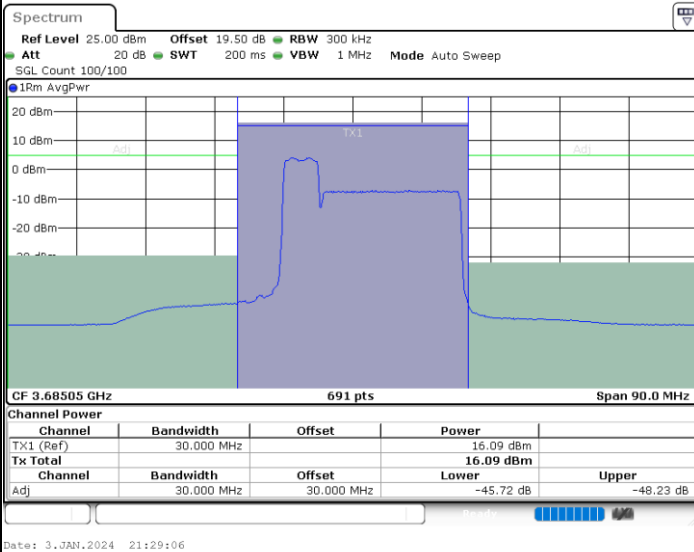 Spectrum
Ref Level 25.00 dBm Offset 19.50 dB RBW 300 kHz
Att 20 dB SWT 200 ms VBW 1 MHz Mode Auto Sweep
SGL Count 100/100
1Rm AvgPwr
20 dBm
TX1
10 dBm
Adj Adj
0 dBm
-10 dBm
-20 dBm
-30 dBm
CF 3.68505 GHz 691 pts Span 90.0 MHz
Channel Power
Channel Bandwidth Offset Power
TX1 (Ref) 30.000 MHz 16.09 dBm
Tx Total 16.09 dBm
Channel Bandwidth Offset Lower Upper
Adj 30.000 MHz 30.000 MHz -45.72 dB -48.23 dB
Ready
Date: 3.JAN.2024 21:29:06